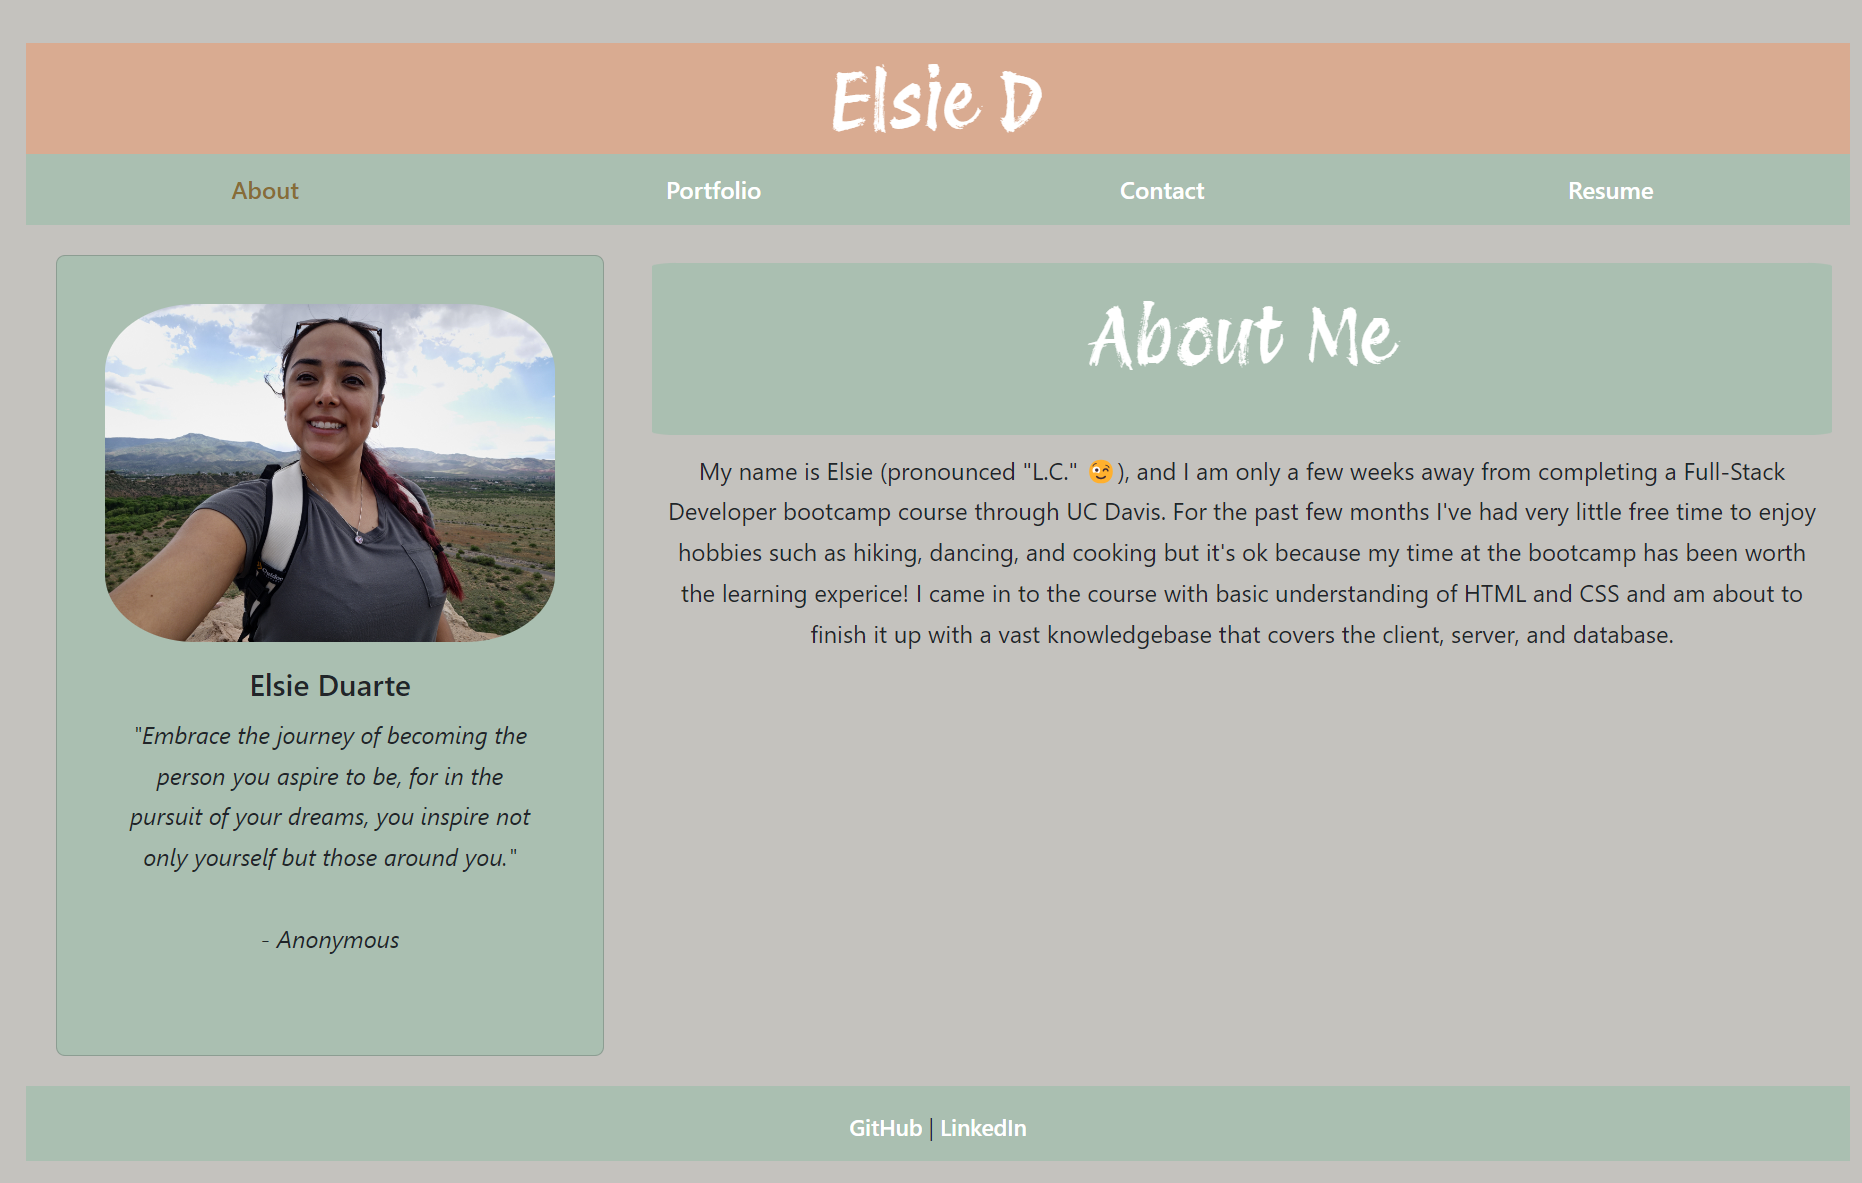 Elsie D
About Portfolio Contact Resume
About Me
My name is Elsie (pronounced "L.C." 😉), and I am only a few weeks away from completing a Full-Stack
Developer bootcamp course through UC Davis. For the past few months I've had very little free time to enjoy
hobbies such as hiking, dancing, and cooking but it's ok because my time at the bootcamp has been worth
the learning experice! I came in to the course with basic understanding of HTML and CSS and am about to
finish it up with a vast knowledgebase that covers the client, server, and database.
Elsie Duarte
"Embrace the journey of becoming the
person you aspire to be, for in the
pursuit of your dreams, you inspire not
only yourself but those around you."
- Anonymous
GitHub | LinkedIn